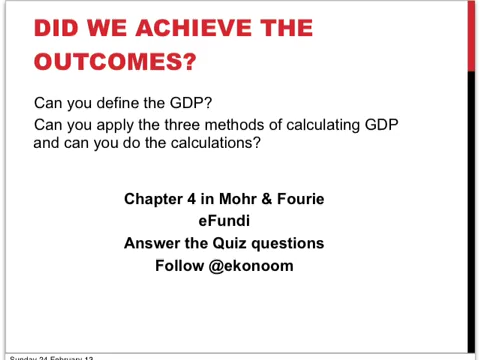 DID WE ACHIEVE THE
OUTCOMES?
Can you define the GDP?
Can you apply the three methods of calculating GDP
and can you do the calculations?
Chapter 4 in Mohr & Fourie
eFundi
Answer the Quiz questions
Follow @ekonoom
Sunday 24 February 13